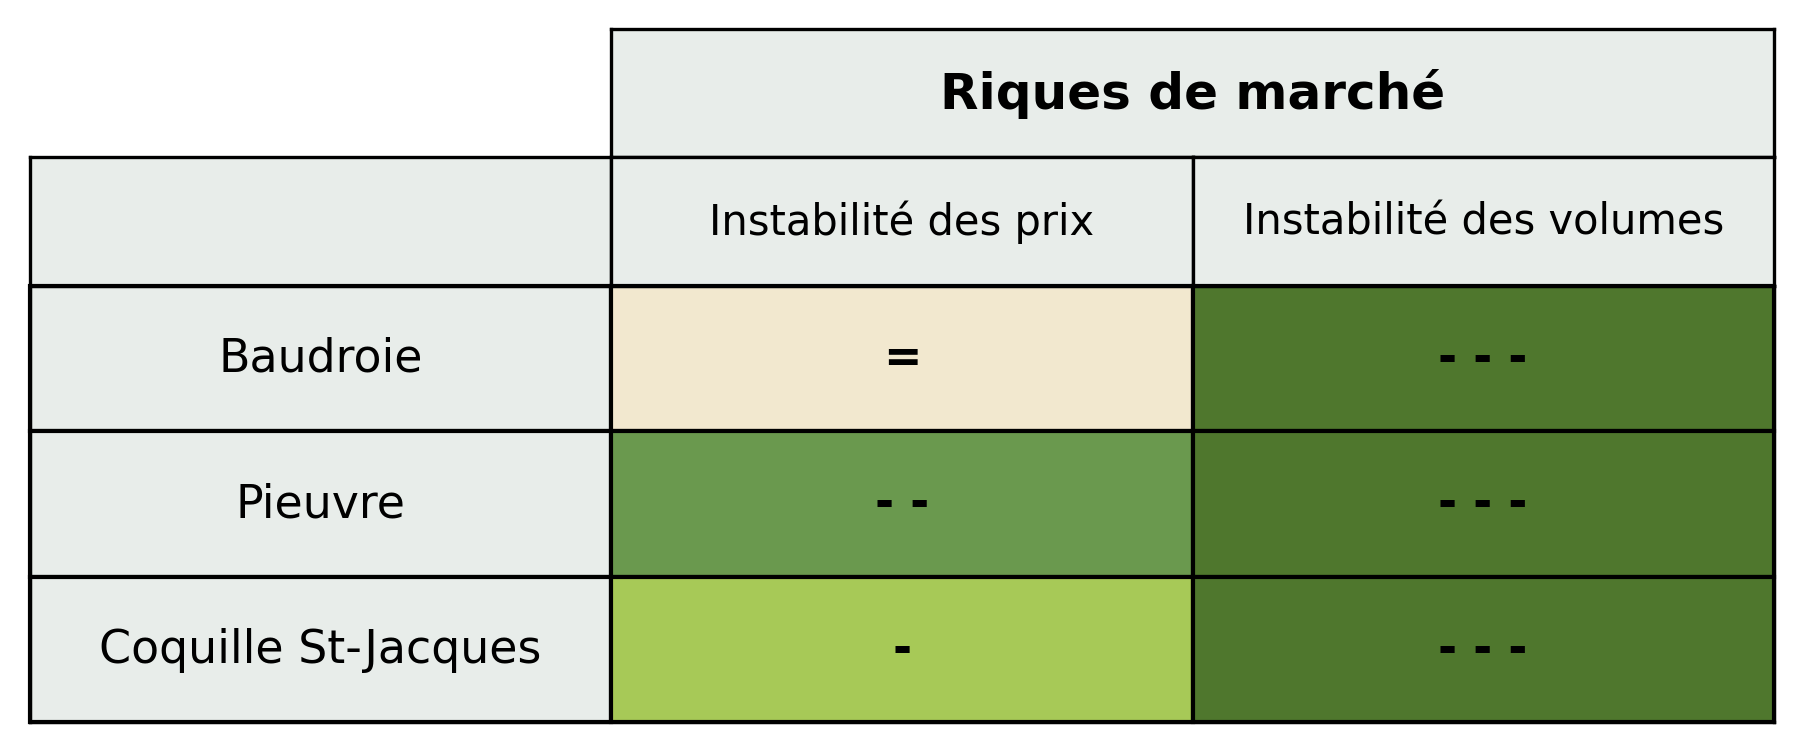 Riques de marché
Instabilité des prix Instabilité des volumes
Baudroie = - - -
Pieuvre - - - - -
Coquille St-Jacques - - - -